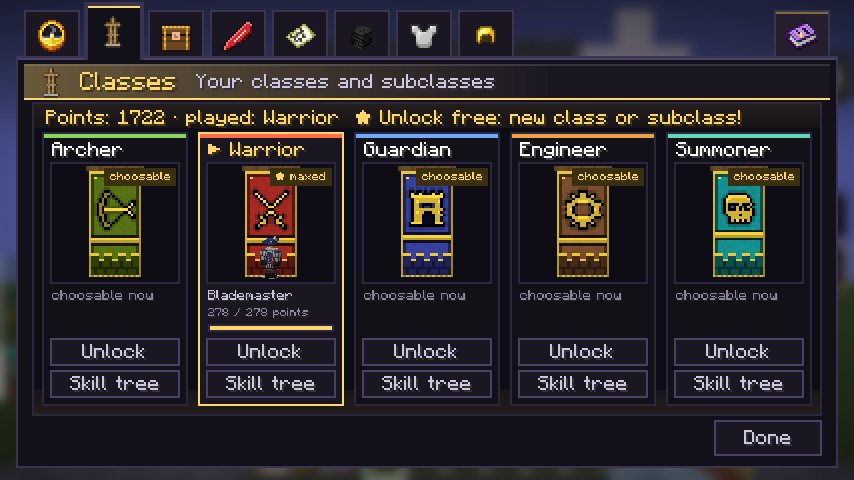 Classes Your classes and subclasses
Points: 1722 · played: Warrior ★ Unlock free: new class or subclass!
Archer
choosable
choosable now
Unlock
Skill tree
Warrior
★ maxed
Blademaster
278 / 278 points
Unlock
Skill tree
Guardian
choosable
choosable now
Unlock
Skill tree
Engineer
choosable
choosable now
Unlock
Skill tree
Summoner
choosable
choosable now
Unlock
Skill tree
Done